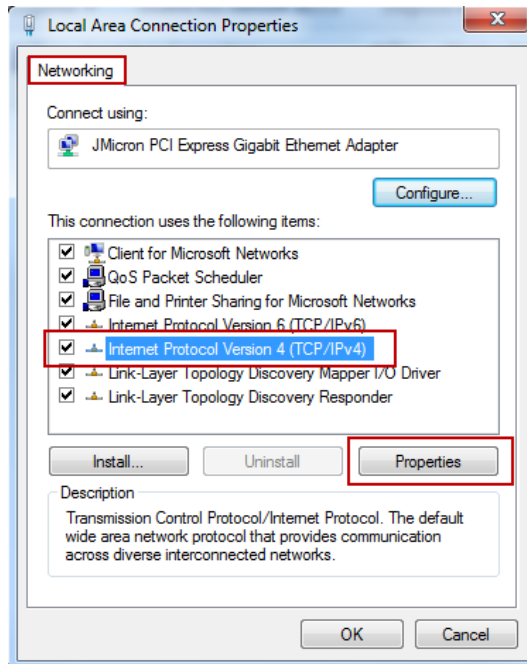 Local Area Connection Properties
Networking
Connect using:
JMicron PCI Express Gigabit Ethernet Adapter
Configure...
This connection uses the following items:
Client for Microsoft Networks
QoS Packet Scheduler
File and Printer Sharing for Microsoft Networks
Internet Protocol Version 6 (TCP/IPv6)
Internet Protocol Version 4 (TCP/IPv4)
Link-Layer Topology Discovery Mapper I/O Driver
Link-Layer Topology Discovery Responder
Install... Uninstall Properties
Description
Transmission Control Protocol/Internet Protocol. The default
wide area network protocol that provides communication
across diverse interconnected networks.
OK Cancel